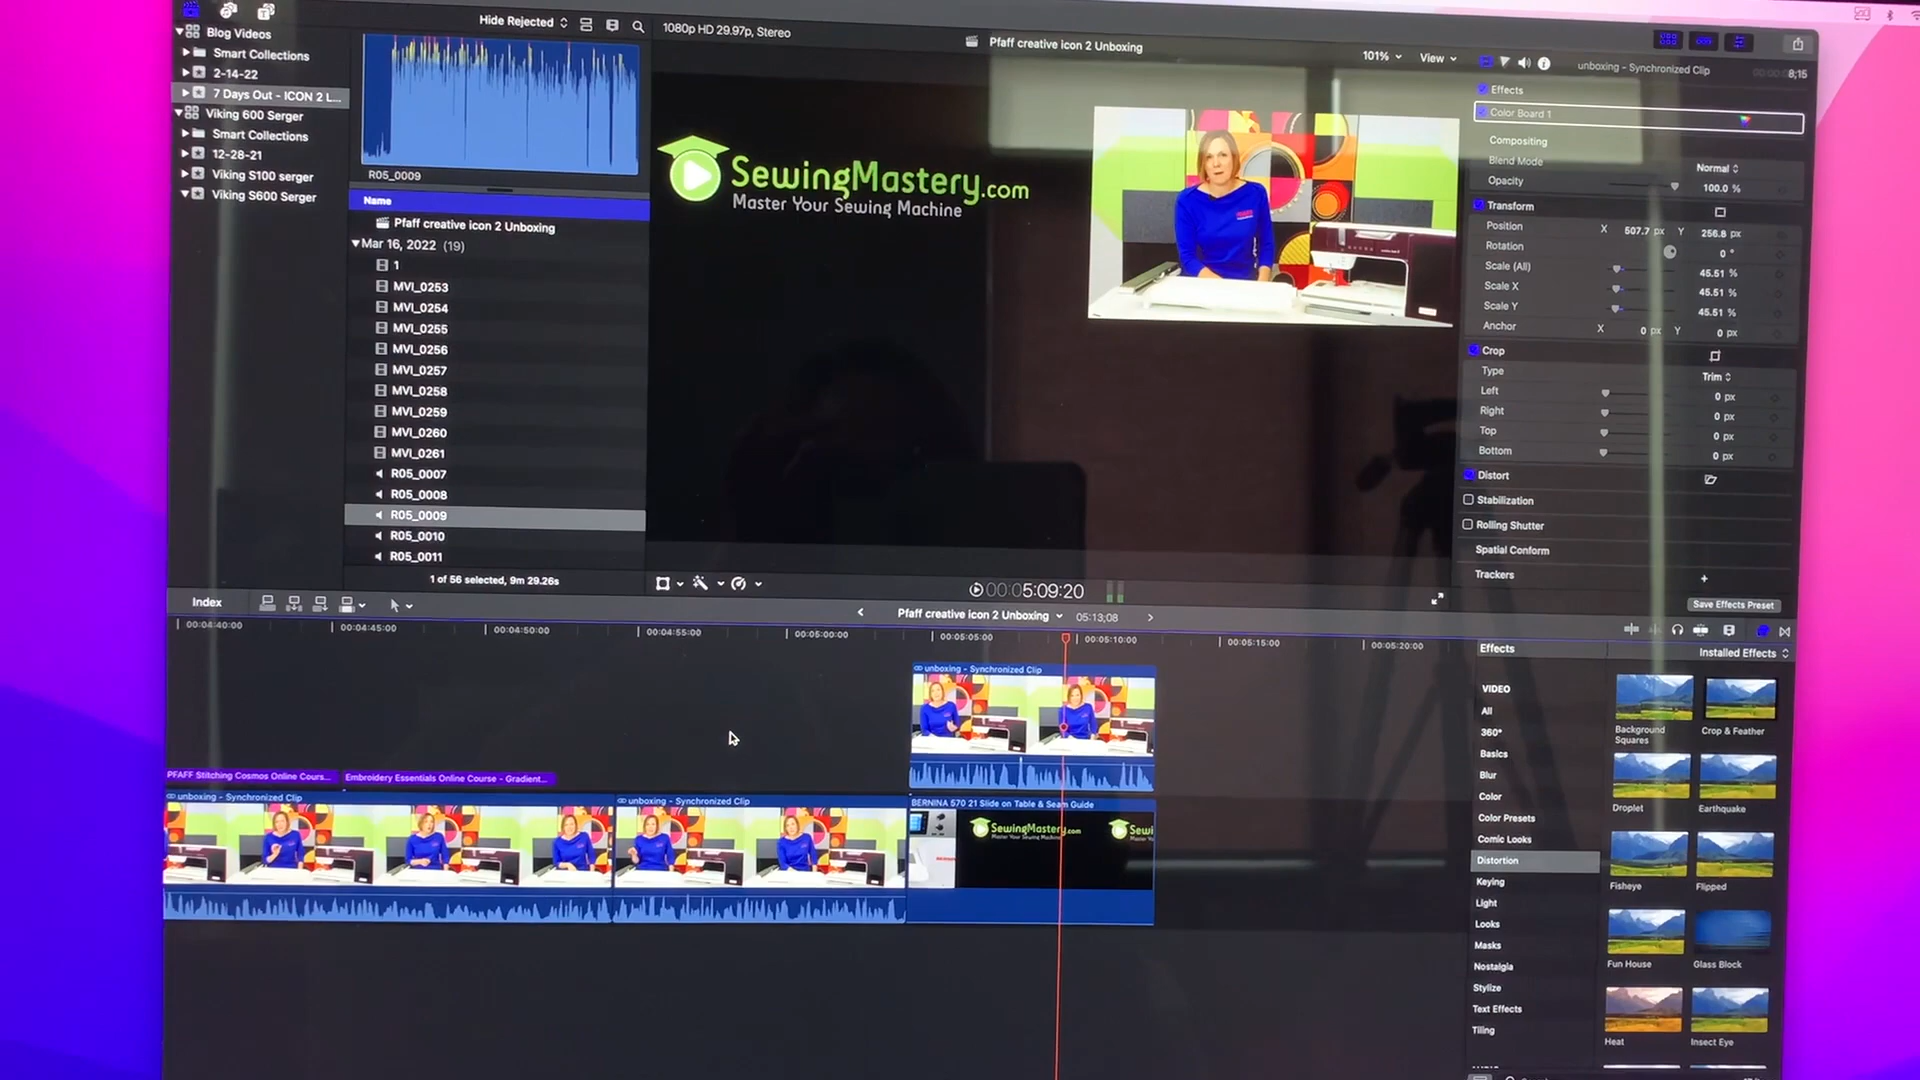 Hide Rejected
1080p HD 29.97p, Stereo
Pfaff creative icon 2 Unboxing
101%
View
unboxing - Synchronized Clip
8;15
Blog Videos
Smart Collections
2-14-22
7 Days Out - ICON 2 L...
Viking 600 Serger
Smart Collections
12-28-21
Viking S100 serger
Viking S600 Serger
R05_0009
Name
Pfaff creative icon 2 Unboxing
Mar 16, 2022 (19)
1
MVI_0253
MVI_0254
MVI_0255
MVI_0256
MVI_0257
MVI_0258
MVI_0259
MVI_0260
MVI_0261
R05_0007
R05_0008
R05_0009
R05_0010
R05_0011
1 of 56 selected, 9m 29.26s
SewingMastery.com
Master Your Sewing Machine
Effects
Color Board 1
Compositing
Blend Mode
Normal
Opacity
100.0 %
Transform
Position
X 507.7 px Y 256.8 px
Rotation
0 °
Scale (All)
45.51 %
Scale X
45.51 %
Scale Y
45.51 %
Anchor
X 0 px Y 0 px
Crop
Type
Trim
Left
0 px
Right
0 px
Top
0 px
Bottom
0 px
Distort
Stabilization
Rolling Shutter
Spatial Conform
Trackers
Save Effects Preset
00:05:09:20
Index
Pfaff creative icon 2 Unboxing
05:13;08
00:04:40:00
00:04:45:00
00:04:50:00
00:04:55:00
00:05:00:00
00:05:05:00
00:05:10:00
00:05:15:00
00:05:20:00
unboxing - Synchronized Clip
PFAFF Stitching Cosmos Online Cours...
Embroidery Essentials Online Course - Gradient...
unboxing - Synchronized Clip
unboxing - Synchronized Clip
BERNINA 570 21 Slide on Table & Seam Guide
SewingMastery.com
Sewi
Effects
Installed Effects
VIDEO
All
360°
Basics
Blur
Color
Color Presets
Comic Looks
Distortion
Keying
Light
Looks
Masks
Nostalgia
Stylize
Text Effects
Tiling
Background Squares
Crop & Feather
Droplet
Earthquake
Fisheye
Flipped
Fun House
Glass Block
Heat
Insect Eye